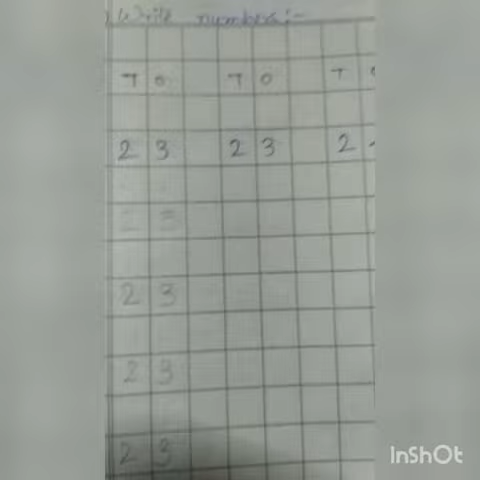 Write numbers:-
T O T O T
2 3 2 3 2
2 3
2 3
2 3
2 3
InShOt